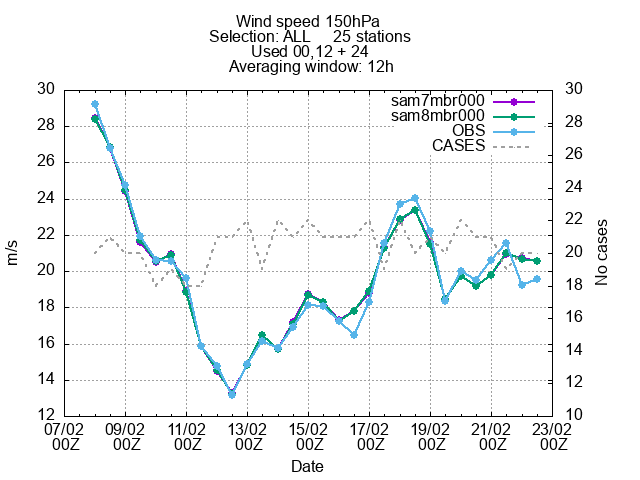 Wind speed 150hPa
Selection: ALL 25 stations
Used 00,12 + 24
Averaging window: 12h
30 30
sam7mbr000
sam8mbr000
28 28
OBS
CASES
26 26
24 24
22 22
20 20
18 18
16 16
14 14
12 12
10
m/s
No cases
07/02 09/02 11/02 13/02 15/02 17/02 19/02 21/02 23/02
00Z 00Z 00Z 00Z 00Z 00Z 00Z 00Z 00Z
Date